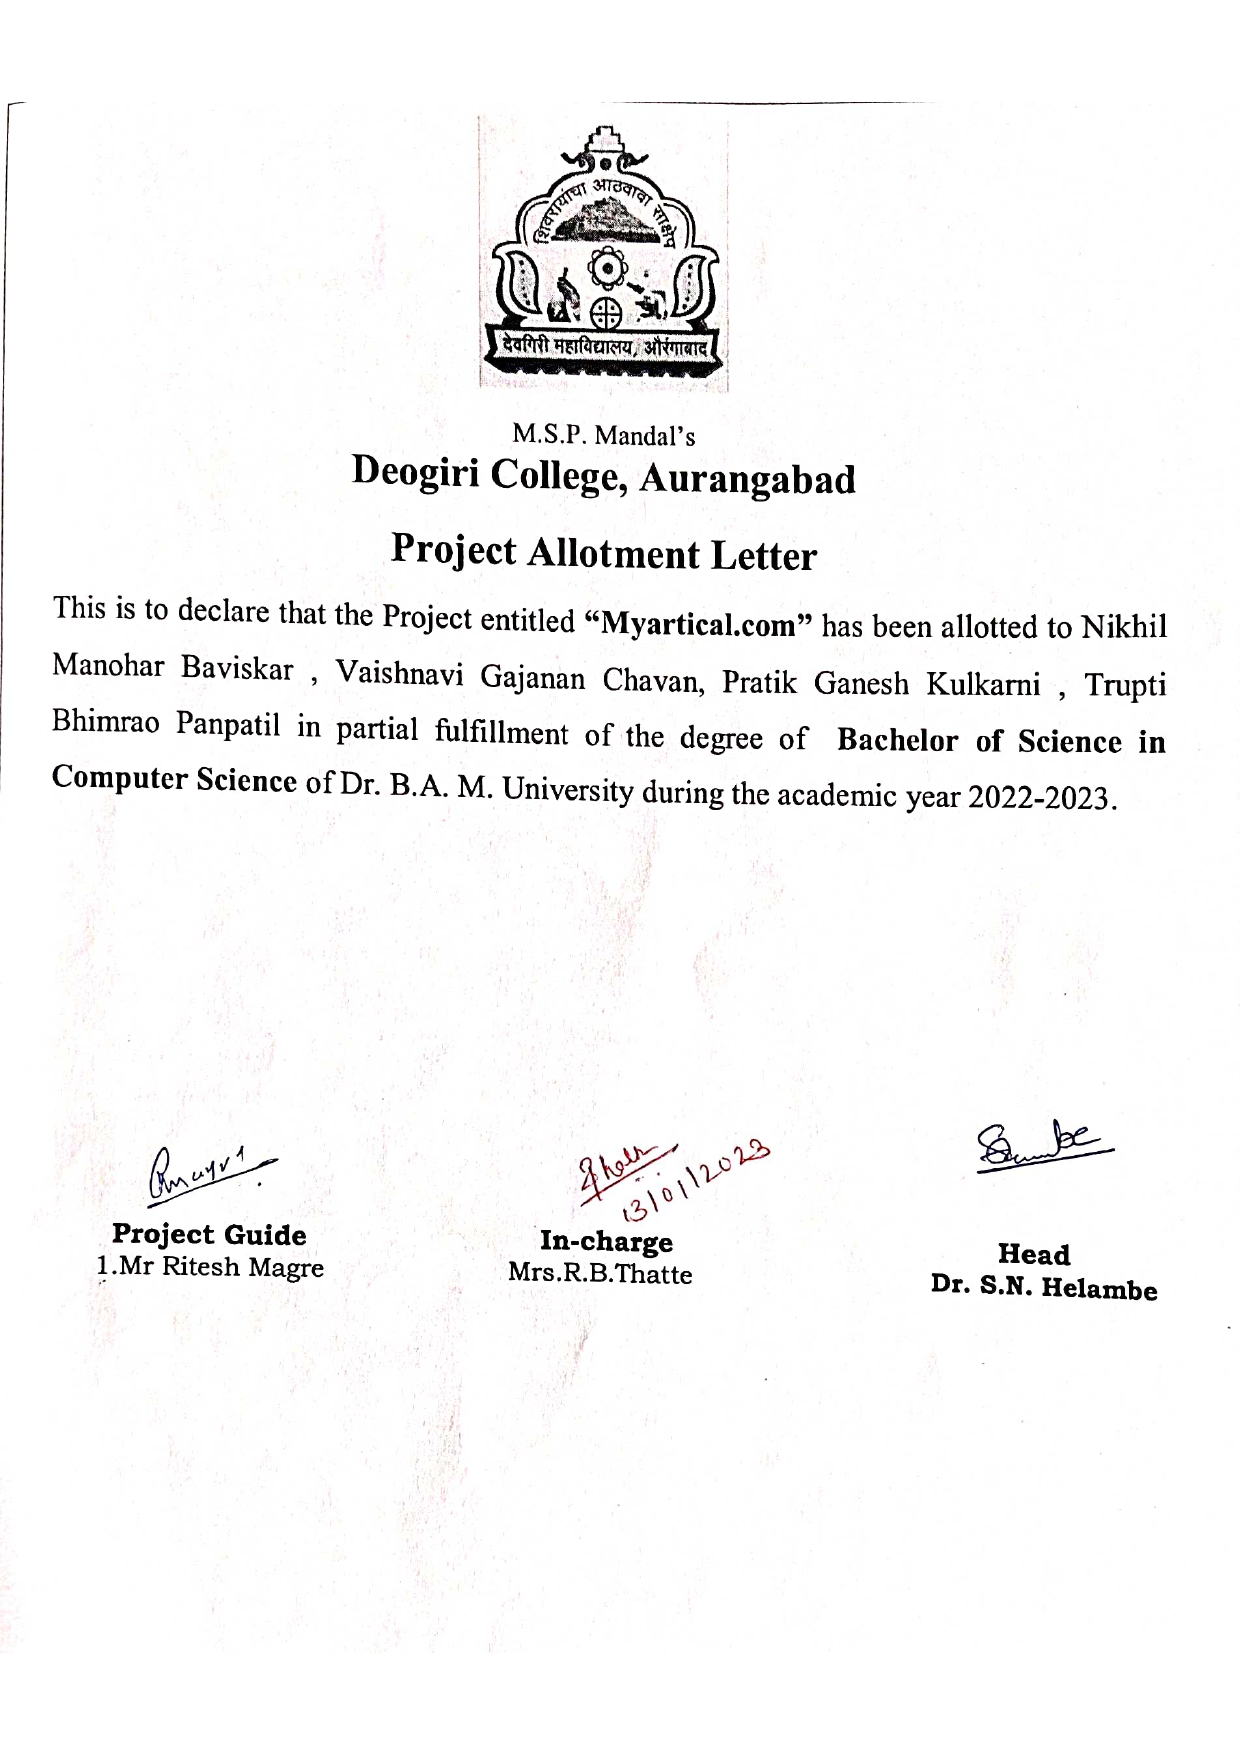 शिवरायांचा आठवावा साक्षेप
देवगिरी महाविद्यालय, औरंगाबाद
M.S.P. Mandal’s
Deogiri College, Aurangabad
Project Allotment Letter
This is to declare that the Project entitled “Myartical.com” has been allotted to Nikhil
Manohar Baviskar , Vaishnavi Gajanan Chavan, Pratik Ganesh Kulkarni , Trupti
Bhimrao Panpatil in partial fulfillment of the degree of Bachelor of Science in
Computer Science of Dr. B.A. M. University during the academic year 2022-2023.
13/01/2023
Project Guide
1.Mr Ritesh Magre
In-charge
Mrs.R.B.Thatte
Head
Dr. S.N. Helambe